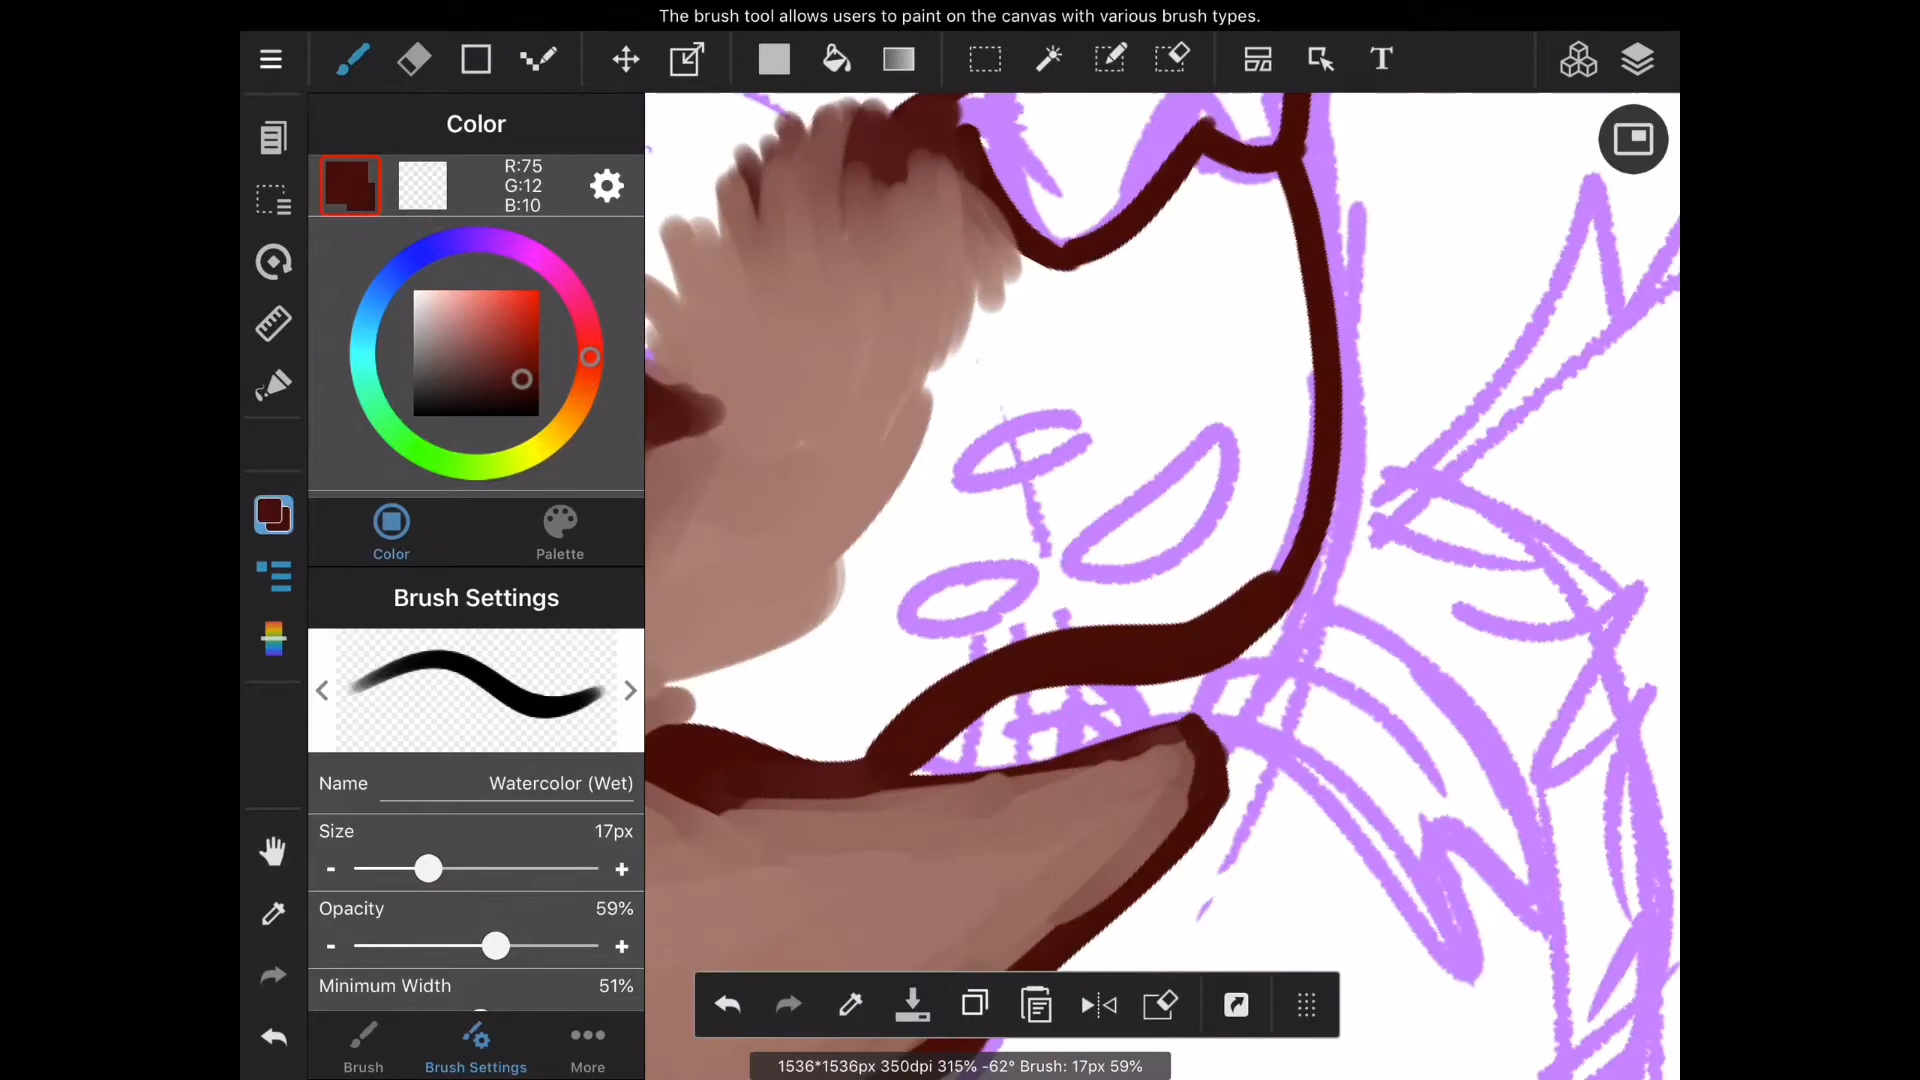 The brush tool allows users to paint on the canvas with various brush types.
T
Color
R:75
G:12
B:10
Color
Palette
Brush Settings
Name Watercolor (Wet)
Size 17px
- +
Opacity 59%
- +
Minimum Width 51%
Brush
Brush Settings
More
1536*1536px 350dpi 315% -62° Brush: 17px 59%